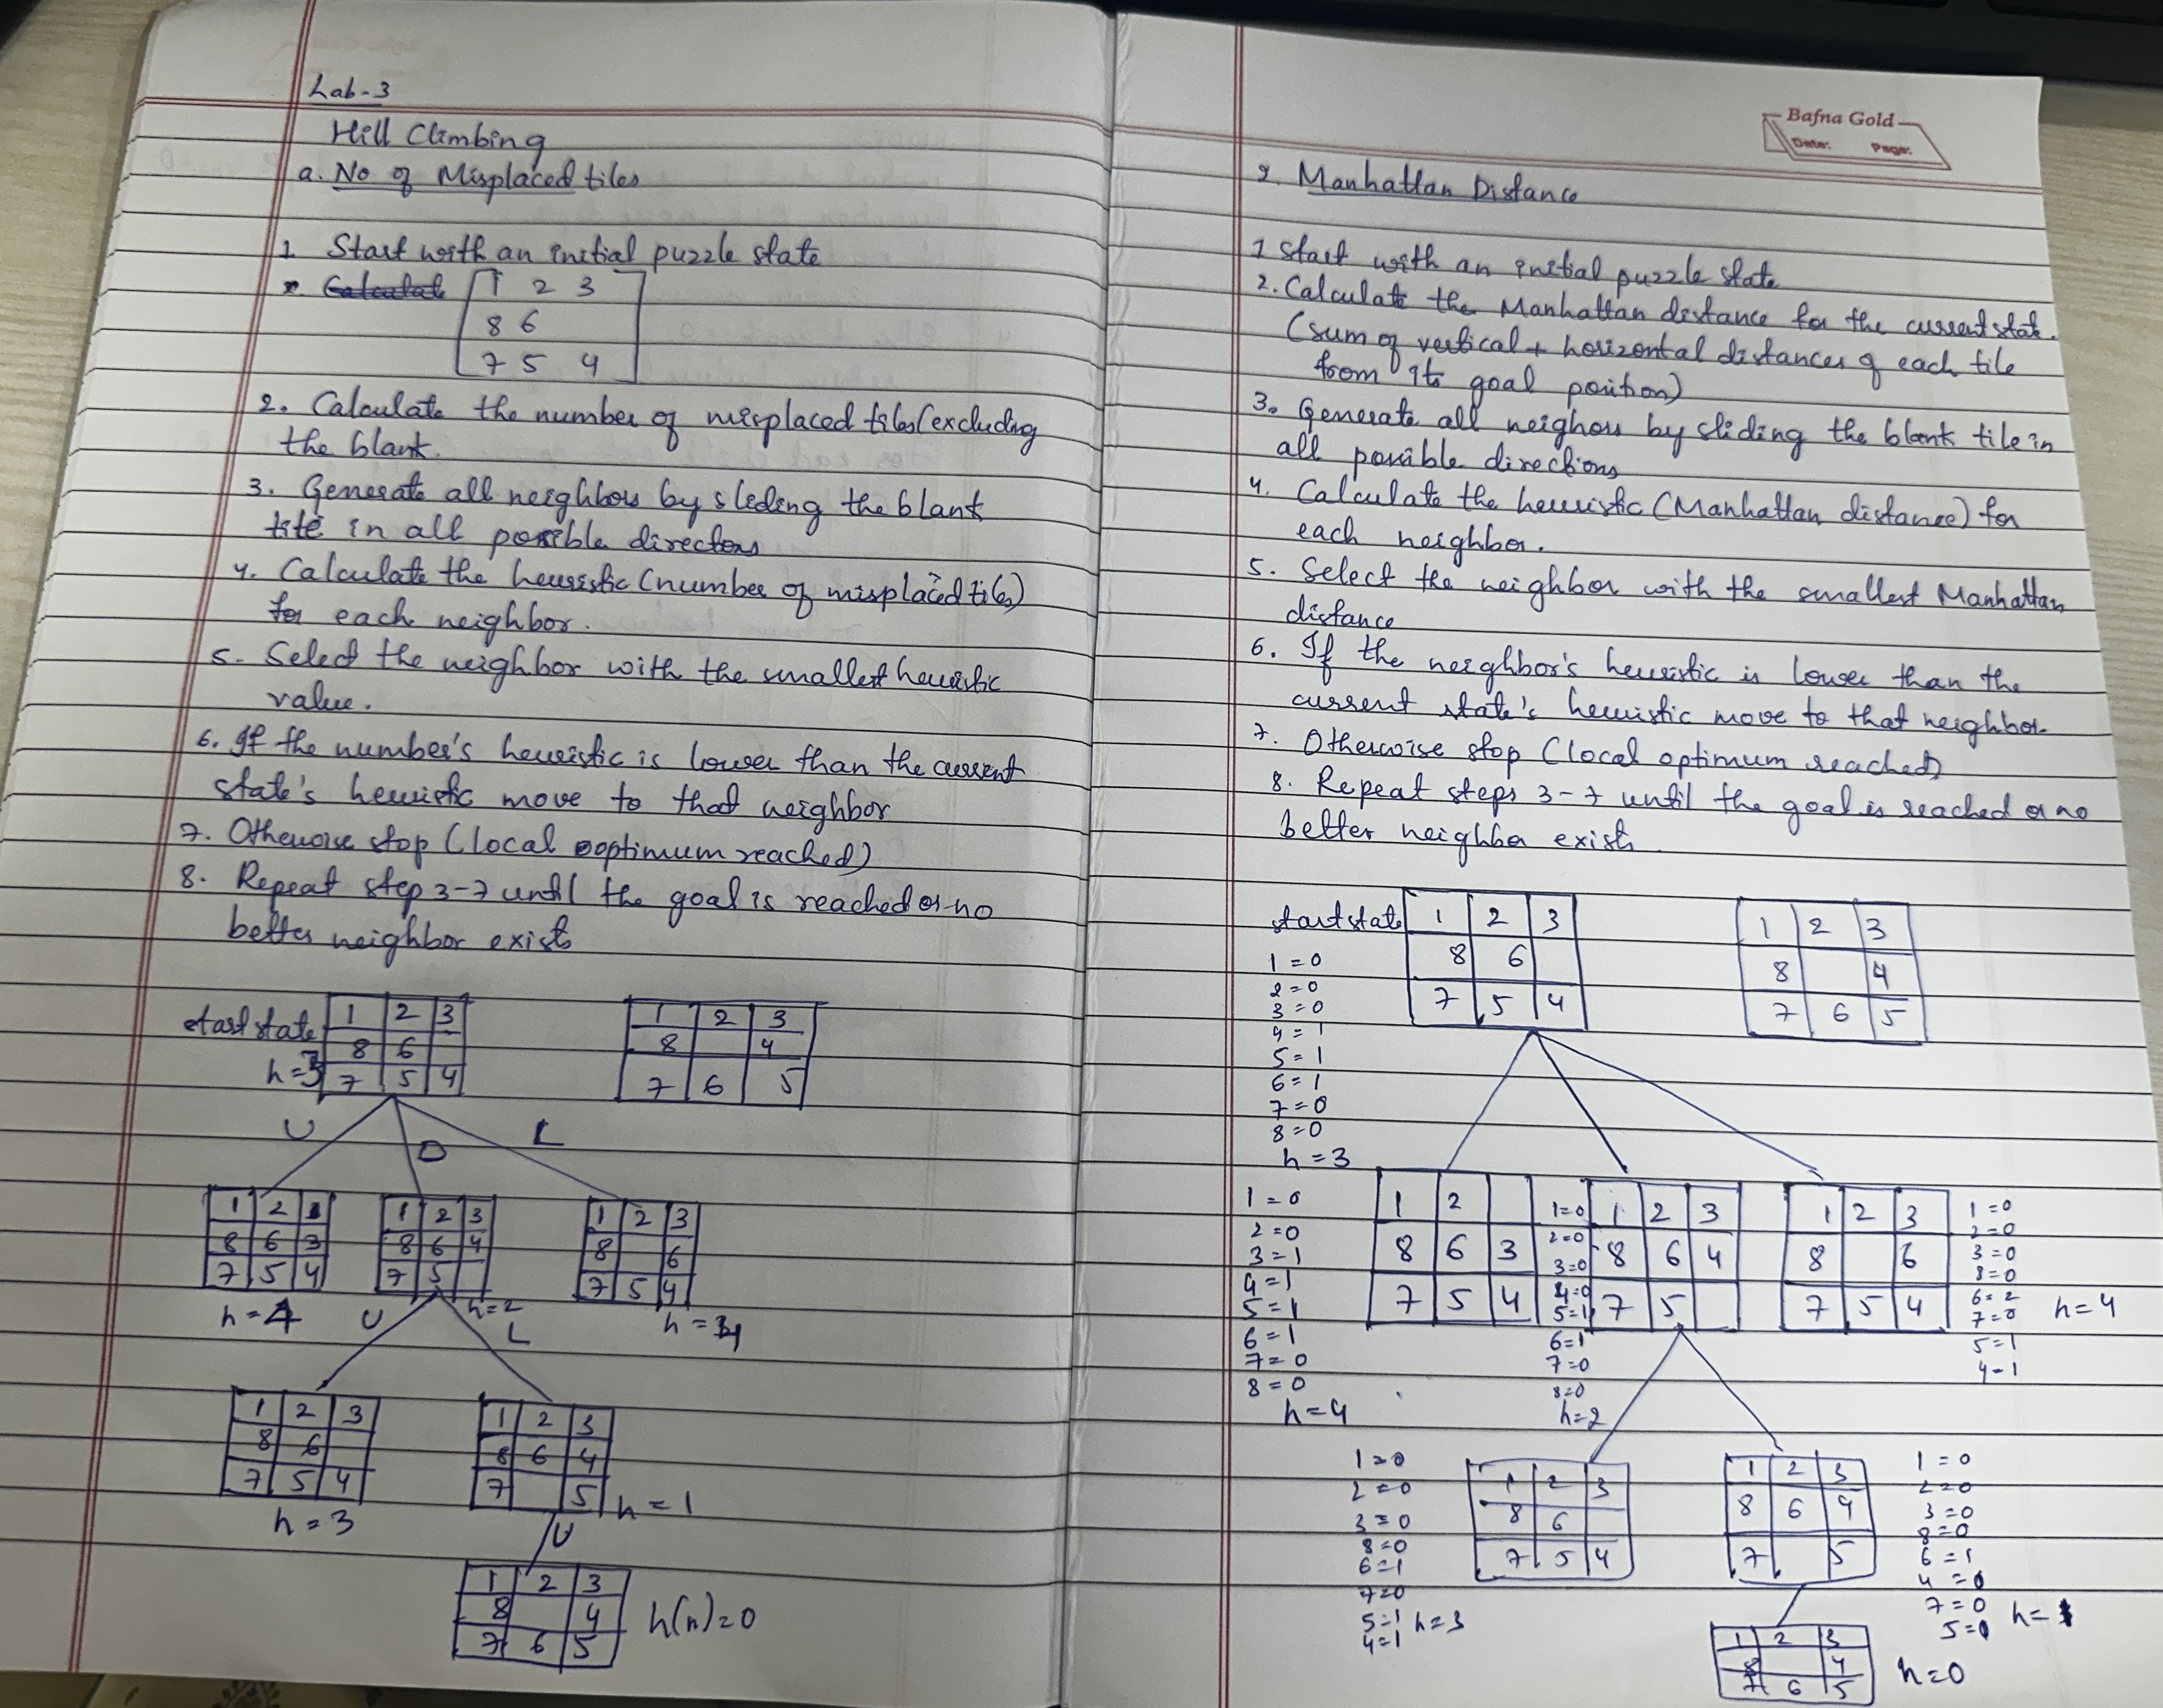 Lab-3
Hill Climbing
a. No of Misplaced tiles
1. Start with an initial puzzle state
1 2 3
8 6
7 5 4
2. Calculate the number of misplaced tiles (excluding
the blank.
3. Generate all neighbors by sliding the blank
tile in all possible directons
4. Calculate the heuristic (number of misplaced tiles)
for each neighbor.
5. Select the neighbor with the smallest heuristic
value.
6. If the number's heuristic is lower than the current
state's heuristic move to that neighbor
7. Otherwise stop (local optimum reached)
8. Repeat step 3-7 until the goal is reached or no
better neighbor exists
start state
h=3
1 2 3
8 6
7 5 4
1 2 3
8 4
7 6 5
U
D
L
1 2
8 6 3
7 5 4
h=4
1 2 3
8 6 4
7 5
h=2
1 2 3
8 6
7 5 4
h=4
U
L
1 2 3
8 6
7 5 4
h=3
1 2 3
8 6 4
7 5
h=1
U
1 2 3
8 4
7 6 5
h(n)=0
Bafna Gold
Date: Page:
2. Manhattan Distance
1 Start with an initial puzzle state
2. Calculate the Manhattan distance for the current state.
(sum of vertical + horizontal distances of each tile
from its goal position)
3. Generate all neighors by sliding the blank tile in
all possible directions
4. Calculate the heuristic (Manhattan distance) for
each neighbor.
5. Select the neighbor with the smallest Manhattan
distance
6. If the neighbor's heuristic is lower than the
current state's heuristic move to that neighbor
7. Otherwise stop (local optimum reached)
8. Repeat steps 3-7 until the goal is reached or no
better neighbor exists.
start state
1 2 3
8 6
7 5 4
1 2 3
8 4
7 6 5
1=0
2=0
3=0
4=1
5=1
6=1
7=0
8=0
h=3
1=0
2=0
3=1
4=1
5=1
6=1
7=0
8=0
h=4
1 2
8 6 3
7 5 4
1=0
2=0
3=0
4=0
5=1
6=1
7=0
8=0
h=2
1 2 3
8 6 4
7 5
1 2 3
8 6
7 5 4
1=0
2=0
3=0
8=0
6=2
7=0
5=1
4-1
h=4
1=0
2=0
3=0
8=0
6=1
7=0
5=1
4=1
h=3
1 2 3
8 6
7 5 4
1 2 3
8 6 4
7 5
1=0
2=0
3=0
8=0
6=1
4=0
7=0
5=0
h=1
1 2 3
8 4
7 6 5
h=0